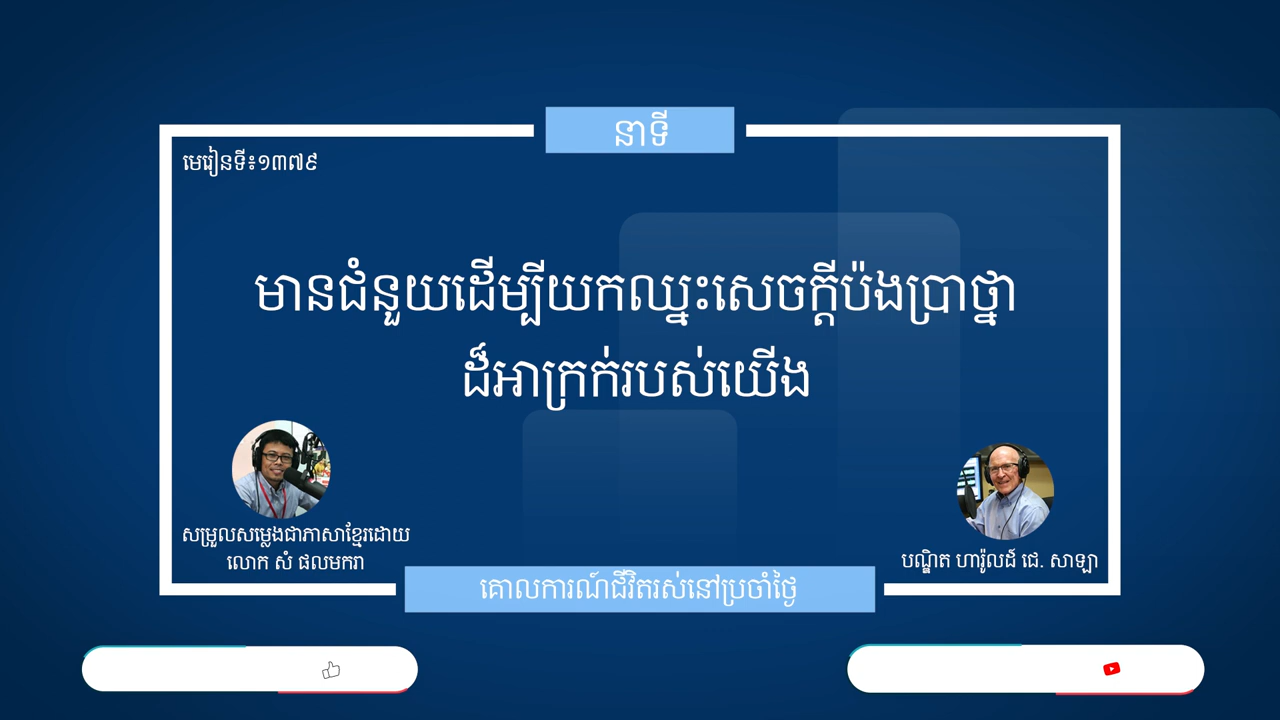 នាទី
មេរៀនទី៖១៣៧៩
មានជំនួយដើម្បីយកឈ្នះសេចក្តីប៉ងប្រាថ្នា
ដ៏អាក្រក់របស់យើង
សម្រួលសម្លេងជាភាសាខ្មែរដោយ
លោក សំ ផលមករា
បណ្ឌិត ហារ៉ូលដ៍ ជេ. សាឡា
គោលការណ៍ជីវិតរស់នៅប្រចាំថ្ងៃ